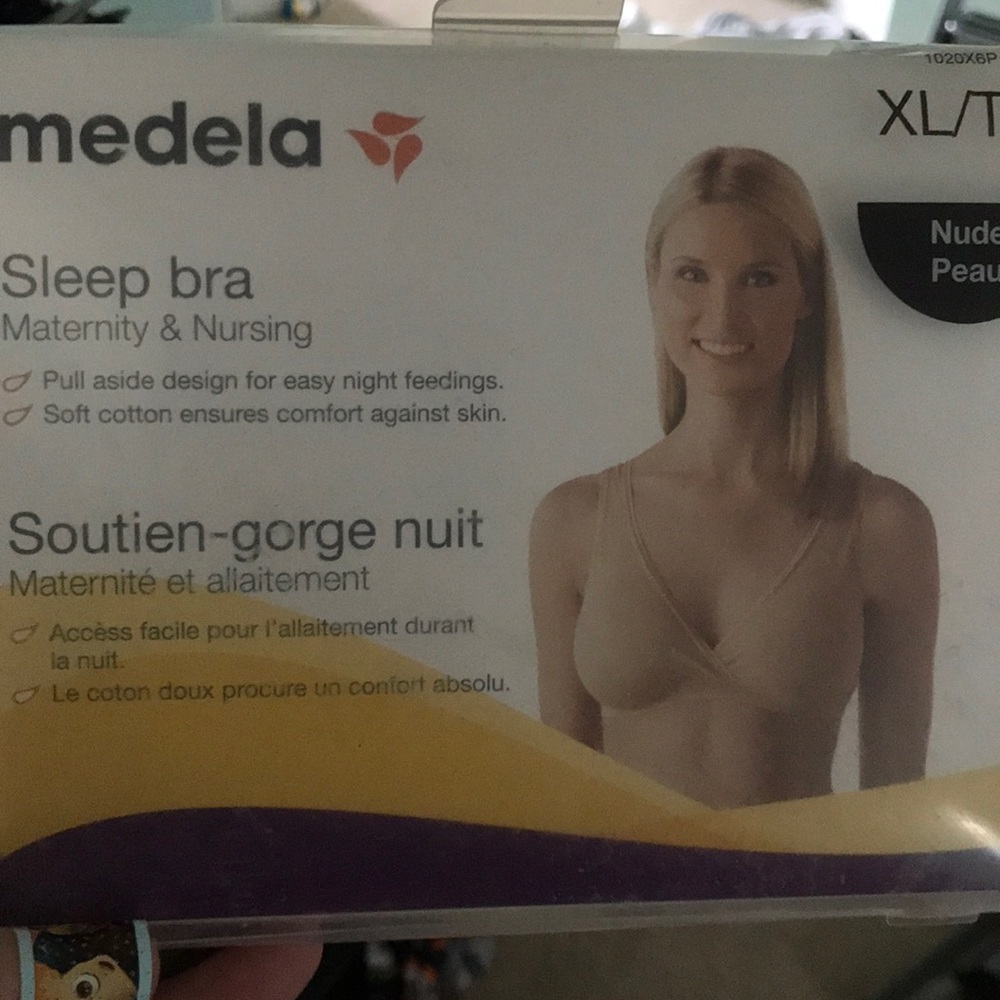 1020X6P
XL/T
medela
Nude
Peau
Sleep bra
Maternity & Nursing
Pull aside design for easy night feedings.
Soft cotton ensures comfort against skin.
Soutien-gorge nuit
Maternité et allaitement
Accès facile pour l'allaitement durant
la nuit.
Le coton doux procure un confort absolu.